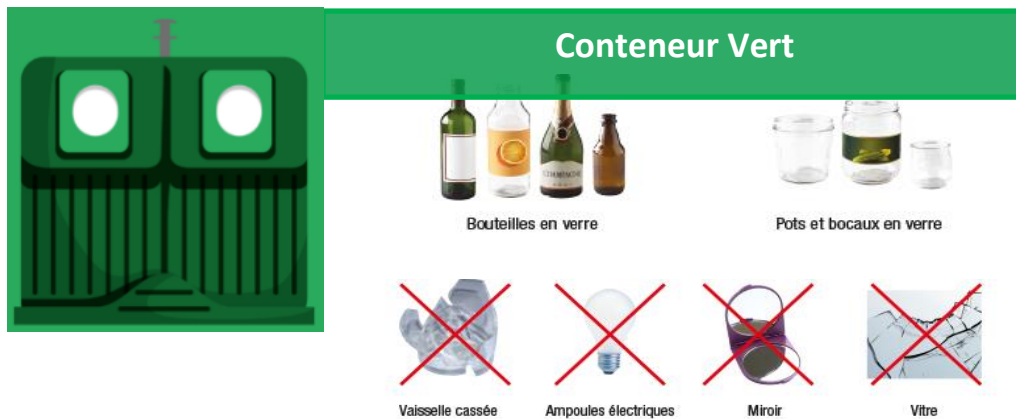 Conteneur Vert
Bouteilles en verre
Pots et bocaux en verre
Vaisselle cassée
Ampoules électriques
Miroir
Vitre